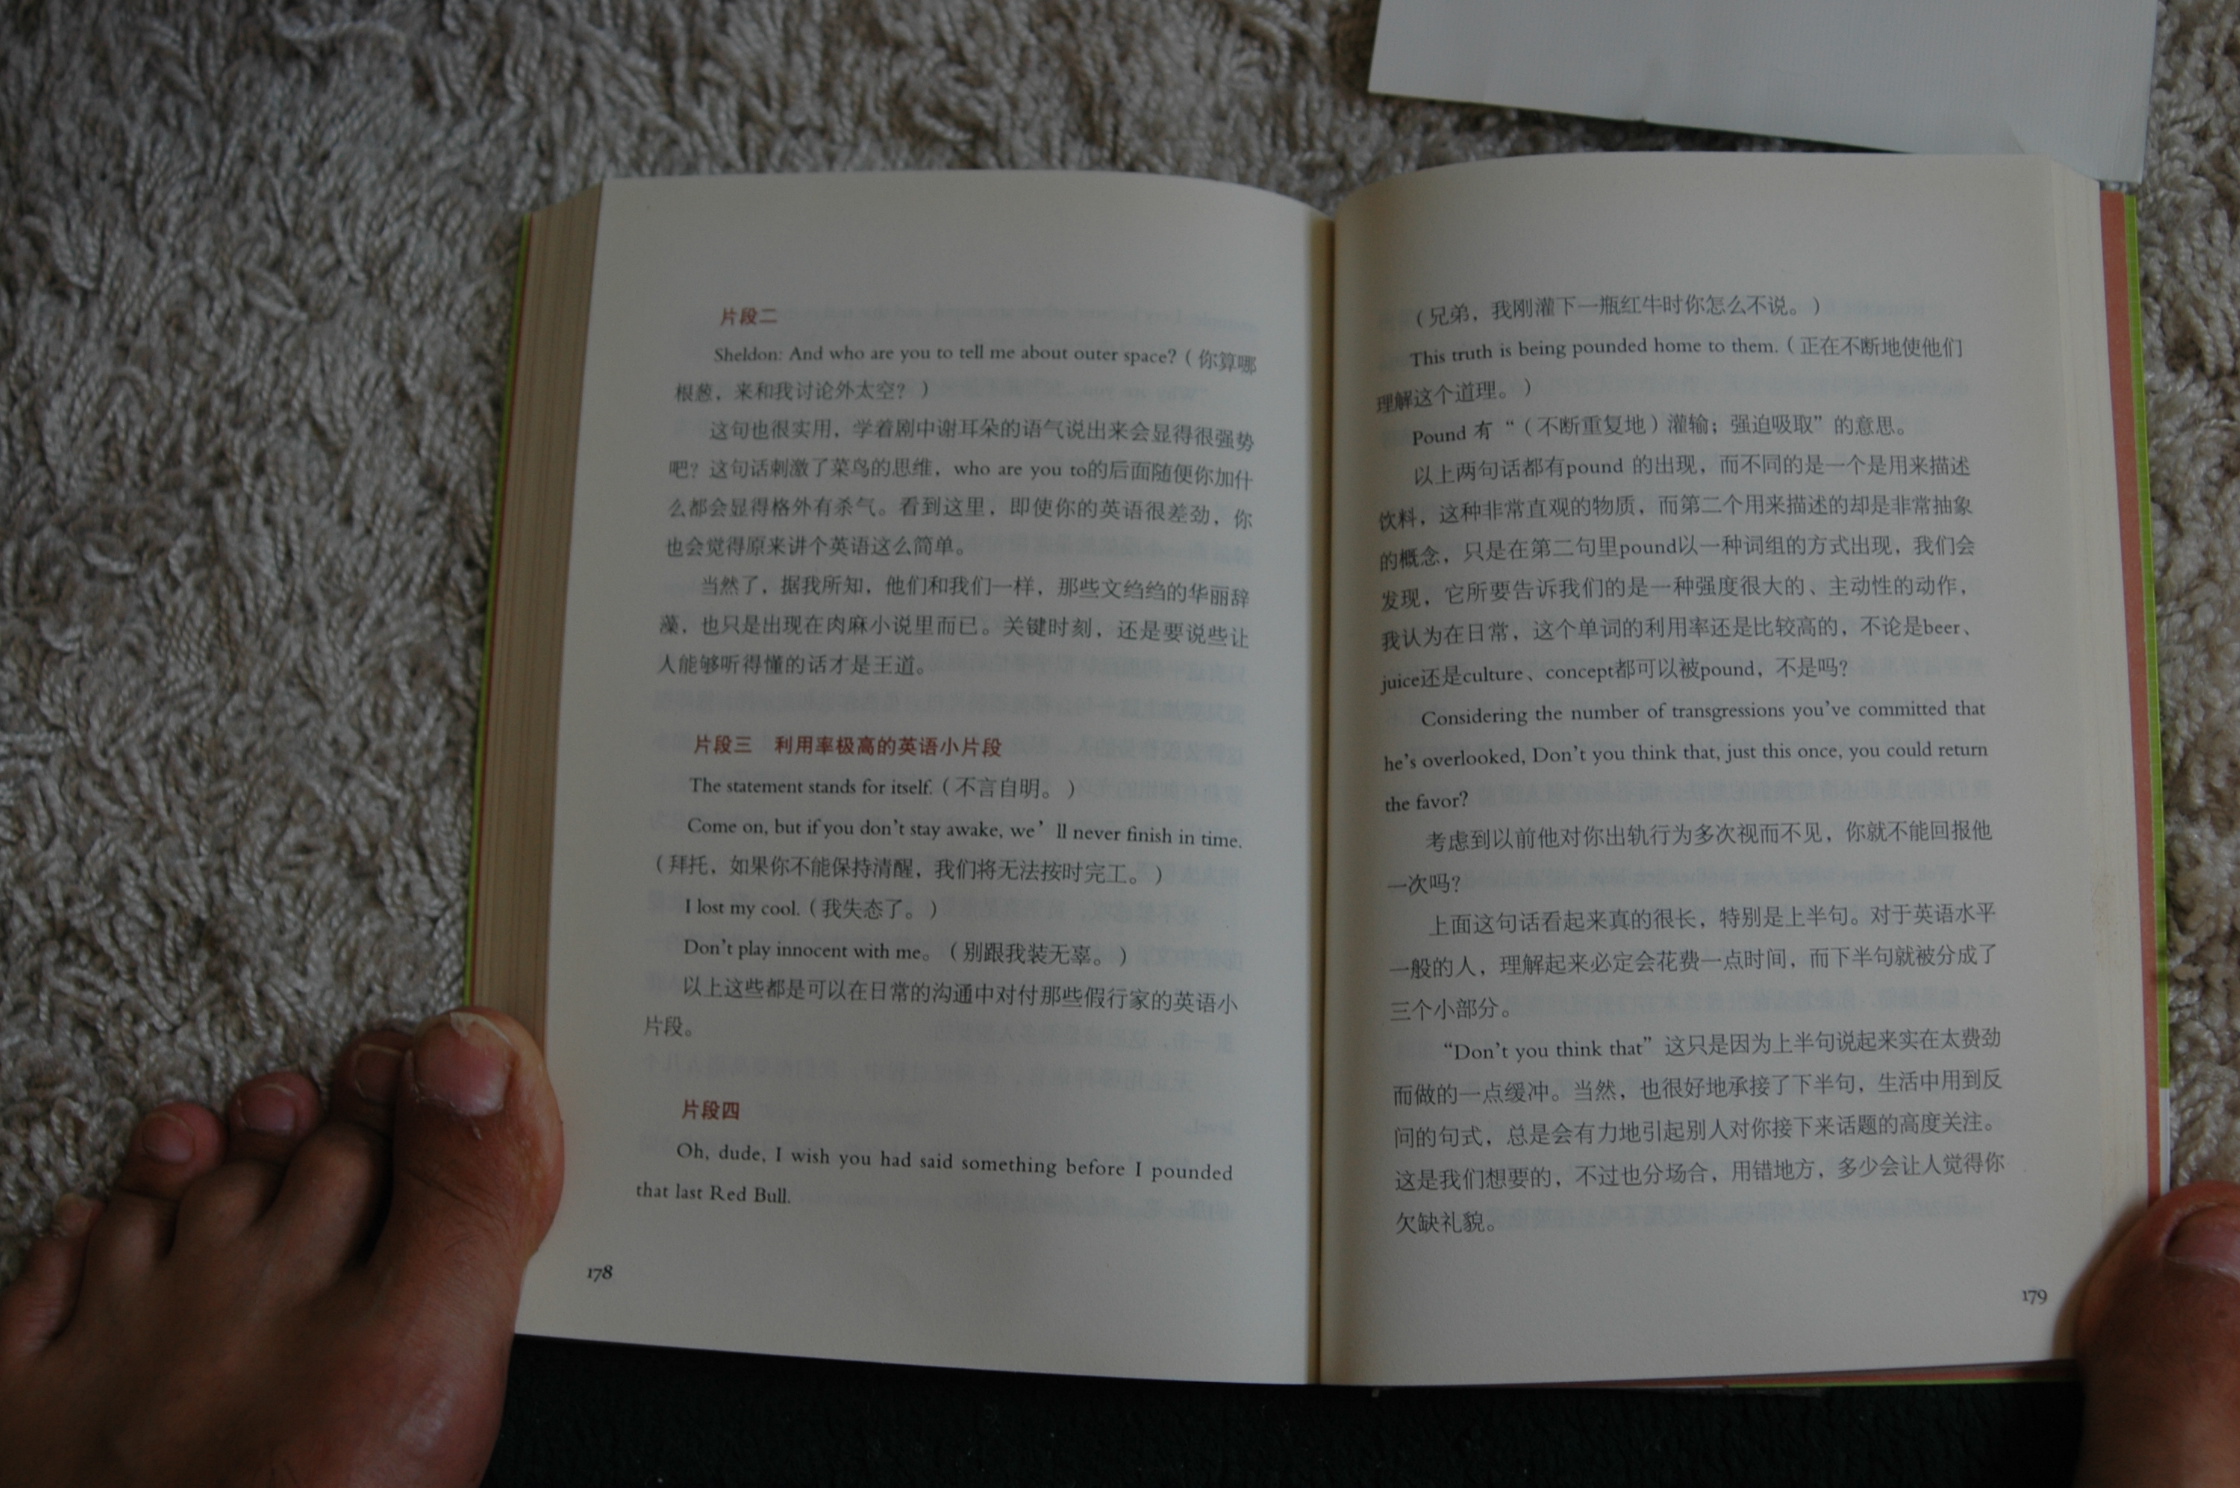 片段二
Sheldon: And who are you to tell me about outer space?（你算哪
根葱，来和我讨论外太空？）
这句也很实用，学着剧中谢耳朵的语气说出来会显得很强势
吧？这句话刺激了菜鸟的思维，who are you to的后面随便你加什
么都会显得格外有杀气。看到这里，即使你的英语很差劲，你
也会觉得原来讲个英语这么简单。
当然了，据我所知，他们和我们一样，那些文绉绉的华丽辞
藻，也只是出现在肉麻小说里而已。关键时刻，还是要说些让
人能够听得懂的话才是王道。
片段三 利用率极高的英语小片段
The statement stands for itself.（不言自明。）
Come on, but if you don't stay awake, we'll never finish in time.
（拜托，如果你不能保持清醒，我们将无法按时完工。）
I lost my cool.（我失态了。）
Don't play innocent with me。（别跟我装无辜。）
以上这些都是可以在日常的沟通中对付那些假行家的英语小
片段。
片段四
Oh, dude, I wish you had said something before I pounded
that last Red Bull.
178
（兄弟，我刚灌下一瓶红牛时你怎么不说。）
This truth is being pounded home to them.（正在不断地使他们
理解这个道理。）
Pound 有“（不断重复地）灌输；强迫吸取”的意思。
以上两句话都有pound 的出现，而不同的是一个是用来描述
饮料，这种非常直观的物质，而第二个用来描述的却是非常抽象
的概念，只是在第二句里pound以一种词组的方式出现，我们会
发现，它所要告诉我们的是一种强度很大的、主动性的动作，
我认为在日常，这个单词的利用率还是比较高的，不论是beer、
juice还是culture、concept都可以被pound，不是吗？
Considering the number of transgressions you've committed that
he's overlooked, Don't you think that, just this once, you could return
the favor?
考虑到以前他对你出轨行为多次视而不见，你就不能回报他
一次吗？
上面这句话看起来真的很长，特别是上半句。对于英语水平
一般的人，理解起来必定会花费一点时间，而下半句就被分成了
三个小部分。
“Don't you think that”这只是因为上半句说起来实在太费劲
而做的一点缓冲。当然，也很好地承接了下半句，生活中用到反
问的句式，总是会有力地引起别人对你接下来话题的高度关注。
这是我们想要的，不过也分场合，用错地方，多少会让人觉得你
欠缺礼貌。
179